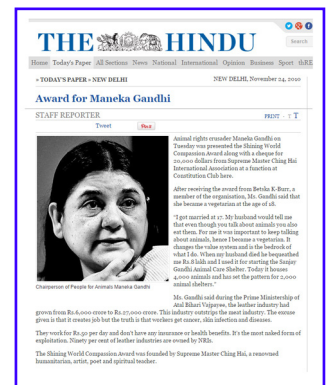 THE HINDU
Search
Home Today's Paper All Sections News National International Opinion Business Sport thRE
» TODAY'S PAPER » NEW DELHI
NEW DELHI, November 24, 2010
Award for Maneka Gandhi
STAFF REPORTER
PRINT · T T
Tweet
Animal rights crusader Maneka Gandhi on
Tuesday was presented the Shining World
Compassion Award along with a cheque for
20,000 dollars from Supreme Master Ching Hai
International Association at a function at
Constitution Club here.
After receiving the award from Betska K-Burr, a
member of the organisation, Ms. Gandhi said that
she became a vegetarian at the age of 18.
"I got married at 17. My husband would tell me
that even though you talk about animals you also
eat them. For me it was important to keep talking
about animals, hence I became a vegetarian. It
changes the value system and is the bedrock of
what I do. When my husband died he bequeathed
me Rs.8 lakh and I used it for starting the Sanjay
Gandhi Animal Care Shelter. Today it houses
4,000 animals and has set the pattern for 2,000
animal shelters."
Chairperson of People for Animals Maneka Gandhi
Ms. Gandhi said during the Prime Ministership of
Atal Bihari Vajpayee, the leather industry had
grown from Rs.6,000 crore to Rs.27,000 crore. This industry outstrips the meat industry. The excuse
given is that it creates job but the truth is that workers get cancer, skin infection and diseases.
They work for Rs.50 per day and don't have any insurance or health benefits. It's the most naked form of
exploitation. Ninety per cent of leather industries are owned by NRIs.
The Shining World Compassion Award was founded by Supreme Master Ching Hai, a renowned
humanitarian, artist, poet and spiritual teacher.